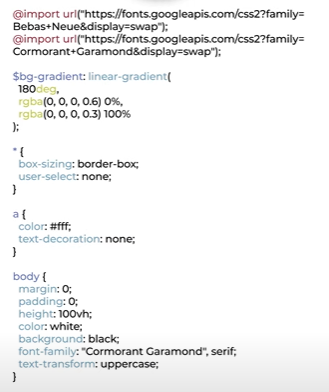 @import url("https://fonts.googleapis.com/css2?family=
Bebas+Neue&display=swap");
@import url("https://fonts.googleapis.com/css2?family=
Cormorant+Garamond&display=swap");
$bg-gradient: linear-gradient(
180deg,
rgba(0, 0, 0, 0.6) 0%,
rgba(0, 0, 0, 0.3) 100%
);
* {
box-sizing: border-box;
user-select: none;
}
a {
color: #fff;
text-decoration: none;
}
body {
margin: 0;
padding: 0;
height: 100vh;
color: white;
background: black;
font-family: "Cormorant Garamond", serif;
text-transform: uppercase;
}